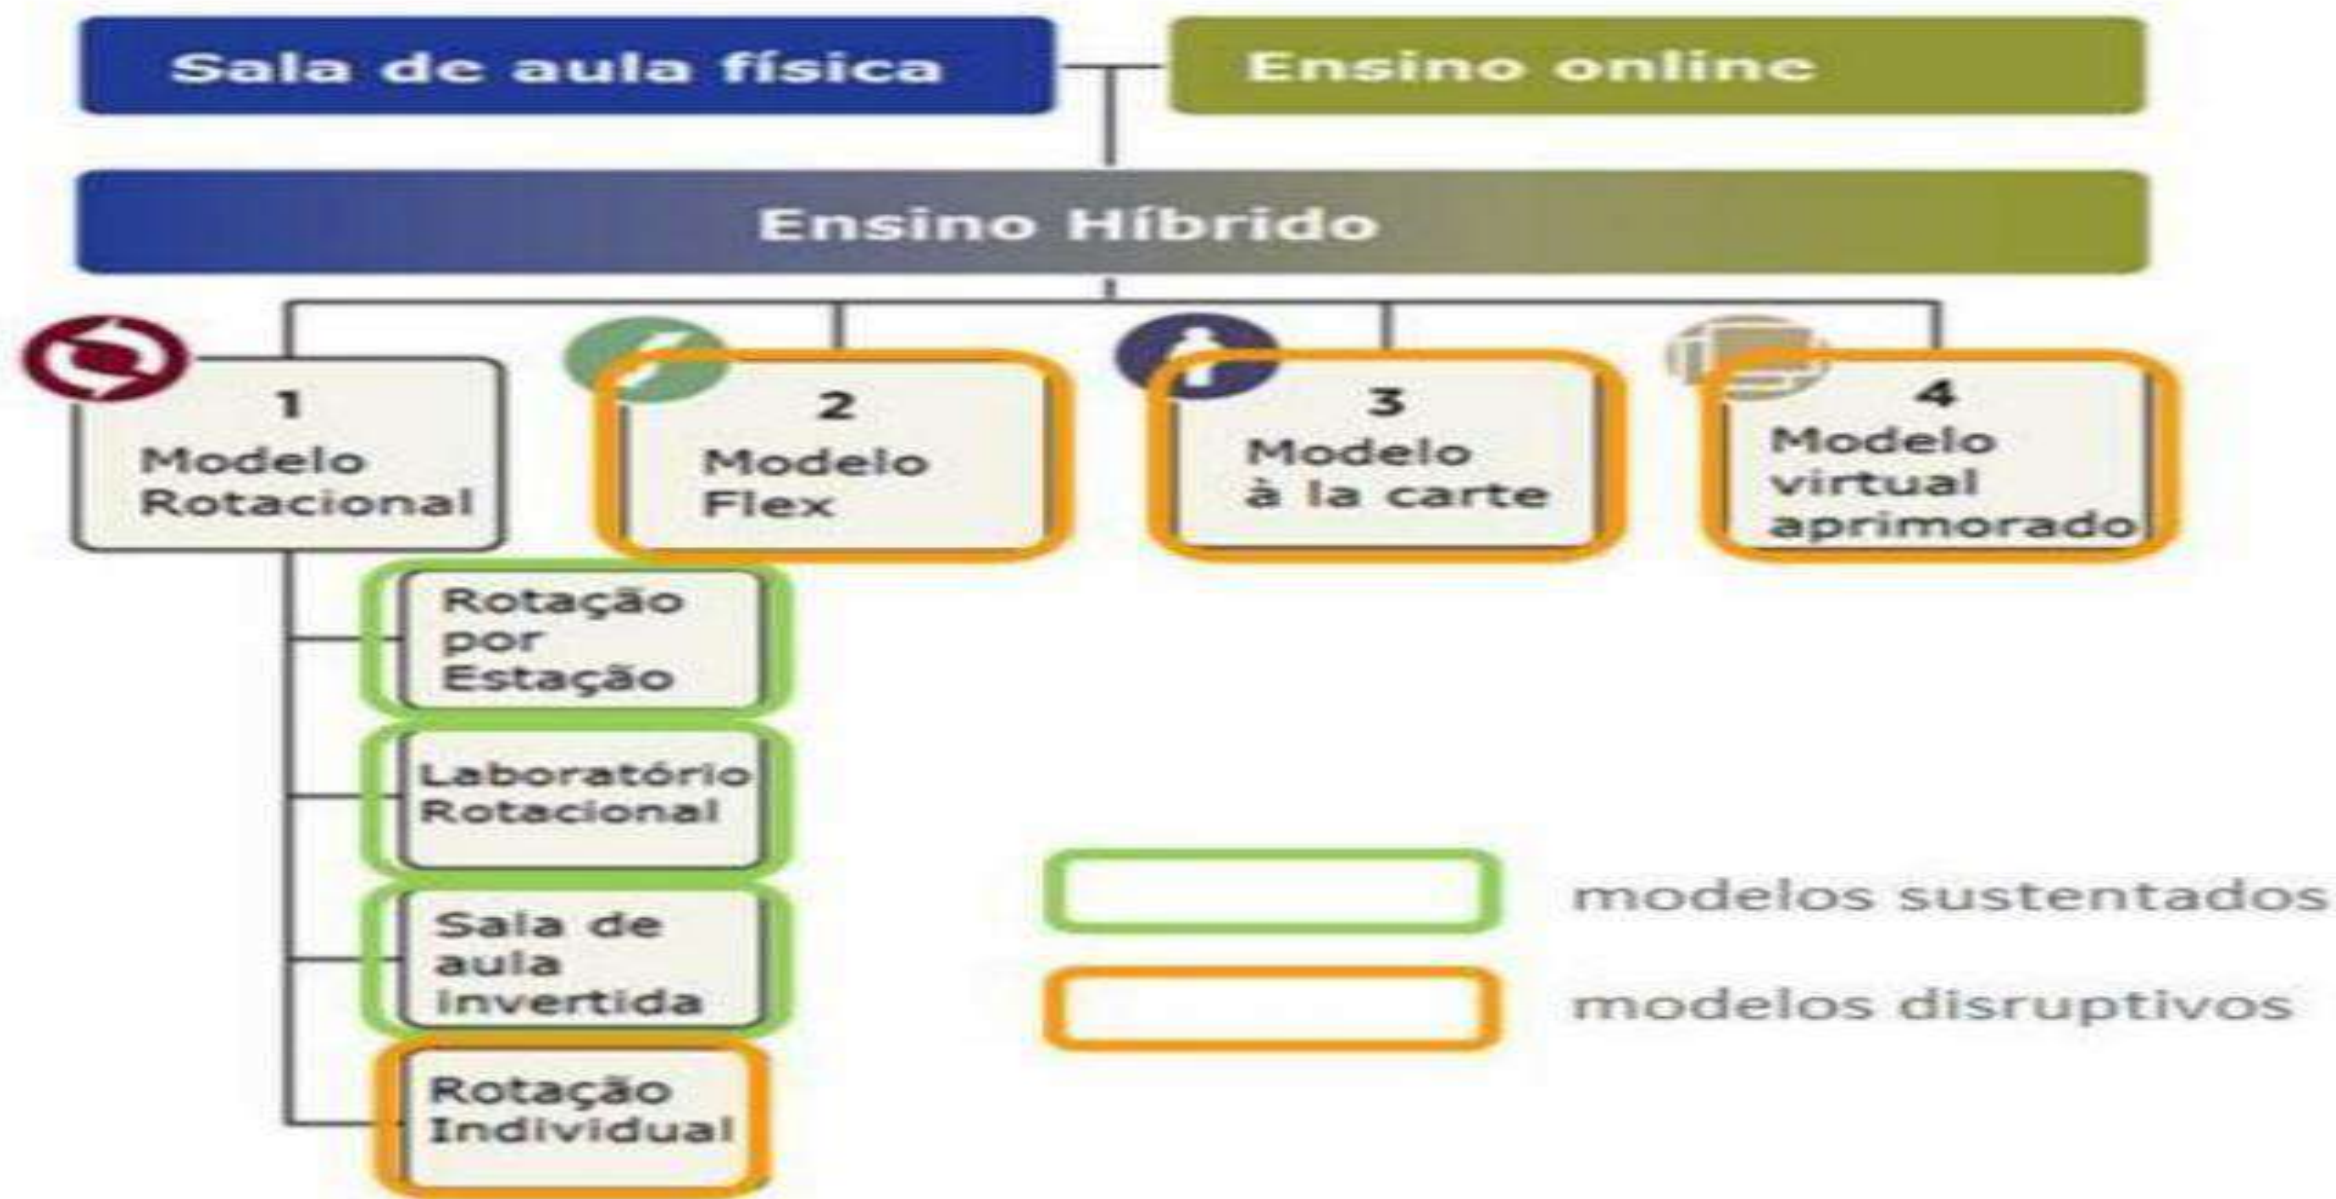 Sala de aula física
Ensino online
Ensino Híbrido
1
Modelo
Rotacional
2
Modelo
Flex
3
Modelo
à la carte
4
Modelo
virtual
aprimorado
Rotação
por
Estação
Laboratório
Rotacional
Sala de
aula
invertida
Rotação
Individual
modelos sustentados
modelos disruptivos